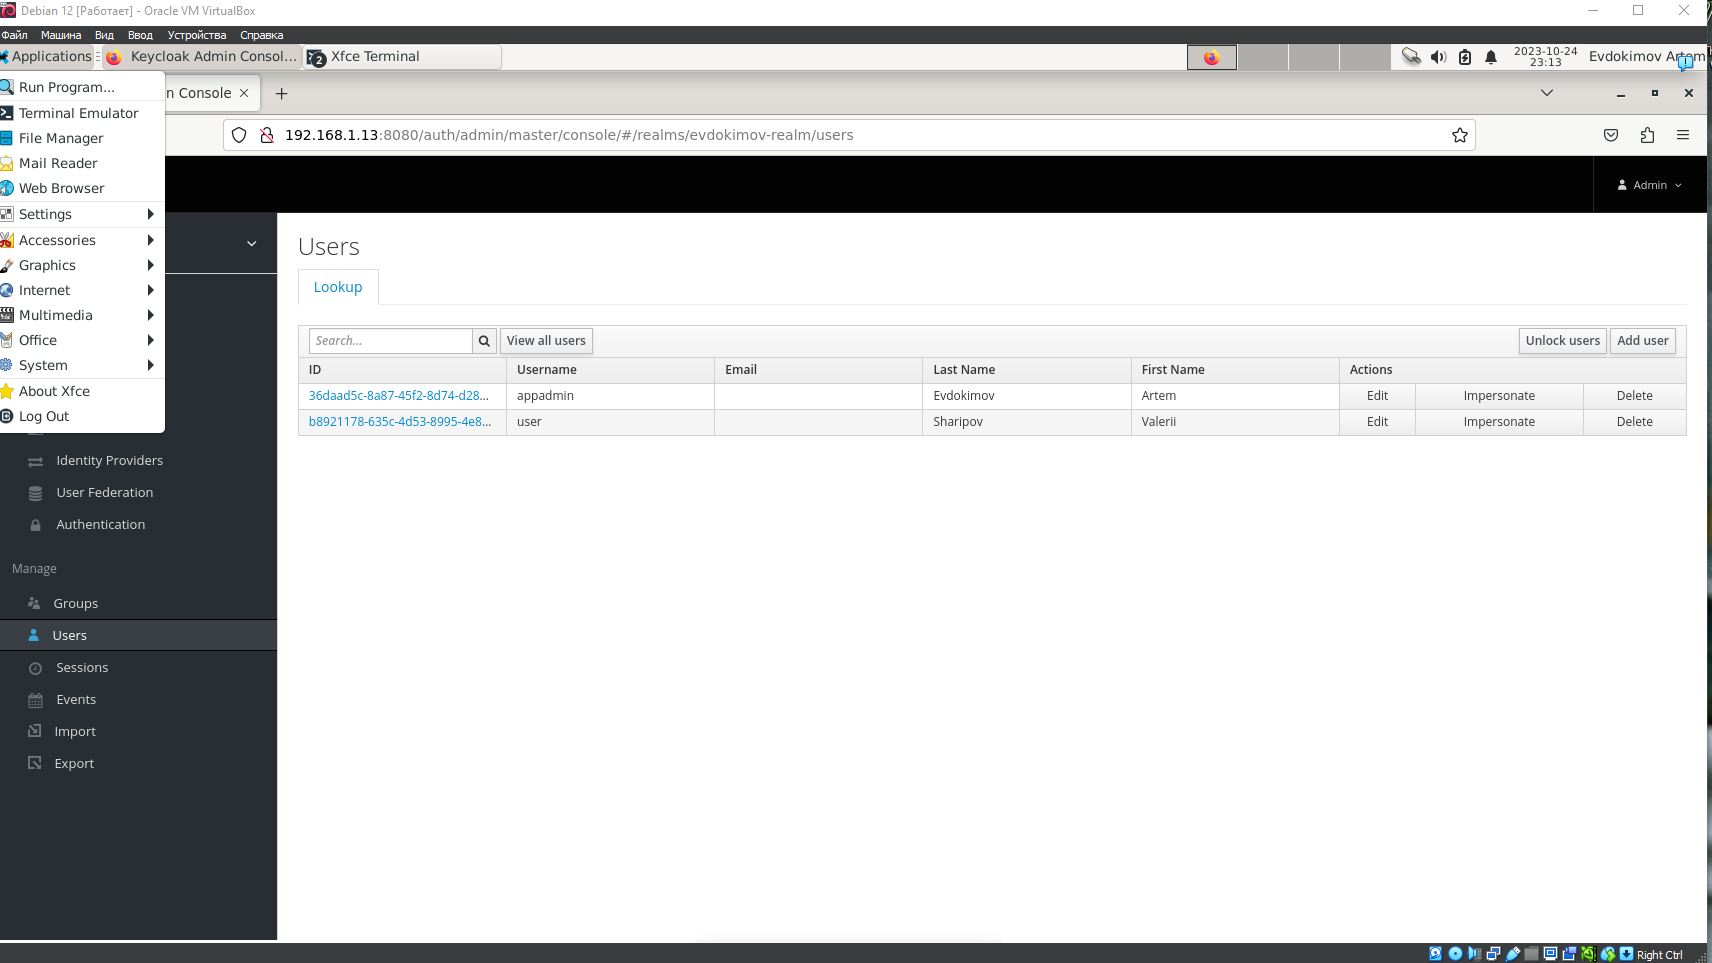 Debian 12 [Работает] - Oracle VM VirtualBox
Файл Машина Вид Ввод Устройства Справка
Applications Keycloak Admin Consol... 2 Xfce Terminal 2023-10-24 23:13 Evdokimov Artem
Run Program...
Terminal Emulator
File Manager
Mail Reader
Web Browser
Settings
Accessories
Graphics
Internet
Multimedia
Office
System
About Xfce
Log Out
n Console
192.168.1.13:8080/auth/admin/master/console/#/realms/evdokimov-realm/users
Admin
Identity Providers
User Federation
Authentication
Manage
Groups
Users
Sessions
Events
Import
Export
Users
Lookup
Search... View all users Unlock users Add user
ID Username Email Last Name First Name Actions
36daad5c-8a87-45f2-8d74-d28... appadmin Evdokimov Artem Edit Impersonate Delete
b8921178-635c-4d53-8995-4e8... user Sharipov Valerii Edit Impersonate Delete
Right Ctrl